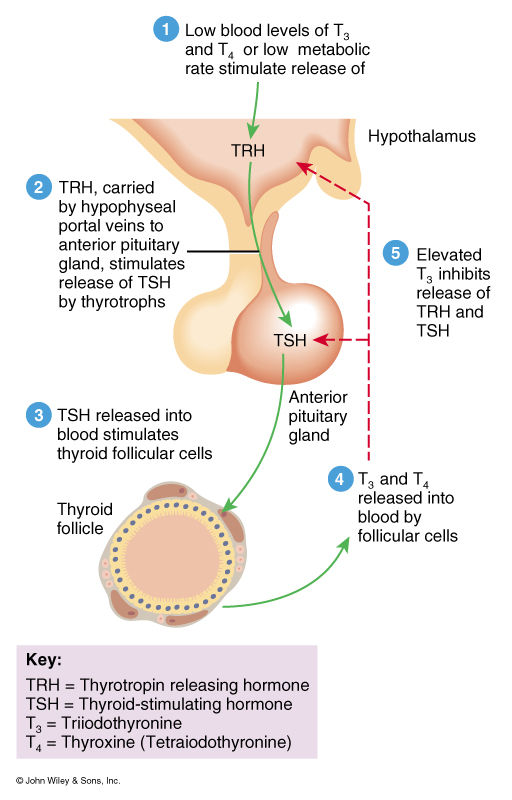 1 Low blood levels of T3
and T4 or low metabolic
rate stimulate release of
TRH
Hypothalamus
2 TRH, carried
by hypophyseal
portal veins to
anterior pituitary
gland, stimulates
release of TSH
by thyrotrophs
5 Elevated
T3 inhibits
release of
TRH and
TSH
TSH
Anterior
pituitary
gland
3 TSH released into
blood stimulates
thyroid follicular cells
Thyroid
follicle
4 T3 and T4
released into
blood by
follicular cells
Key:
TRH = Thyrotropin releasing hormone
TSH = Thyroid-stimulating hormone
T3 = Triiodothyronine
T4 = Thyroxine (Tetraiodothyronine)
© John Wiley & Sons, Inc.